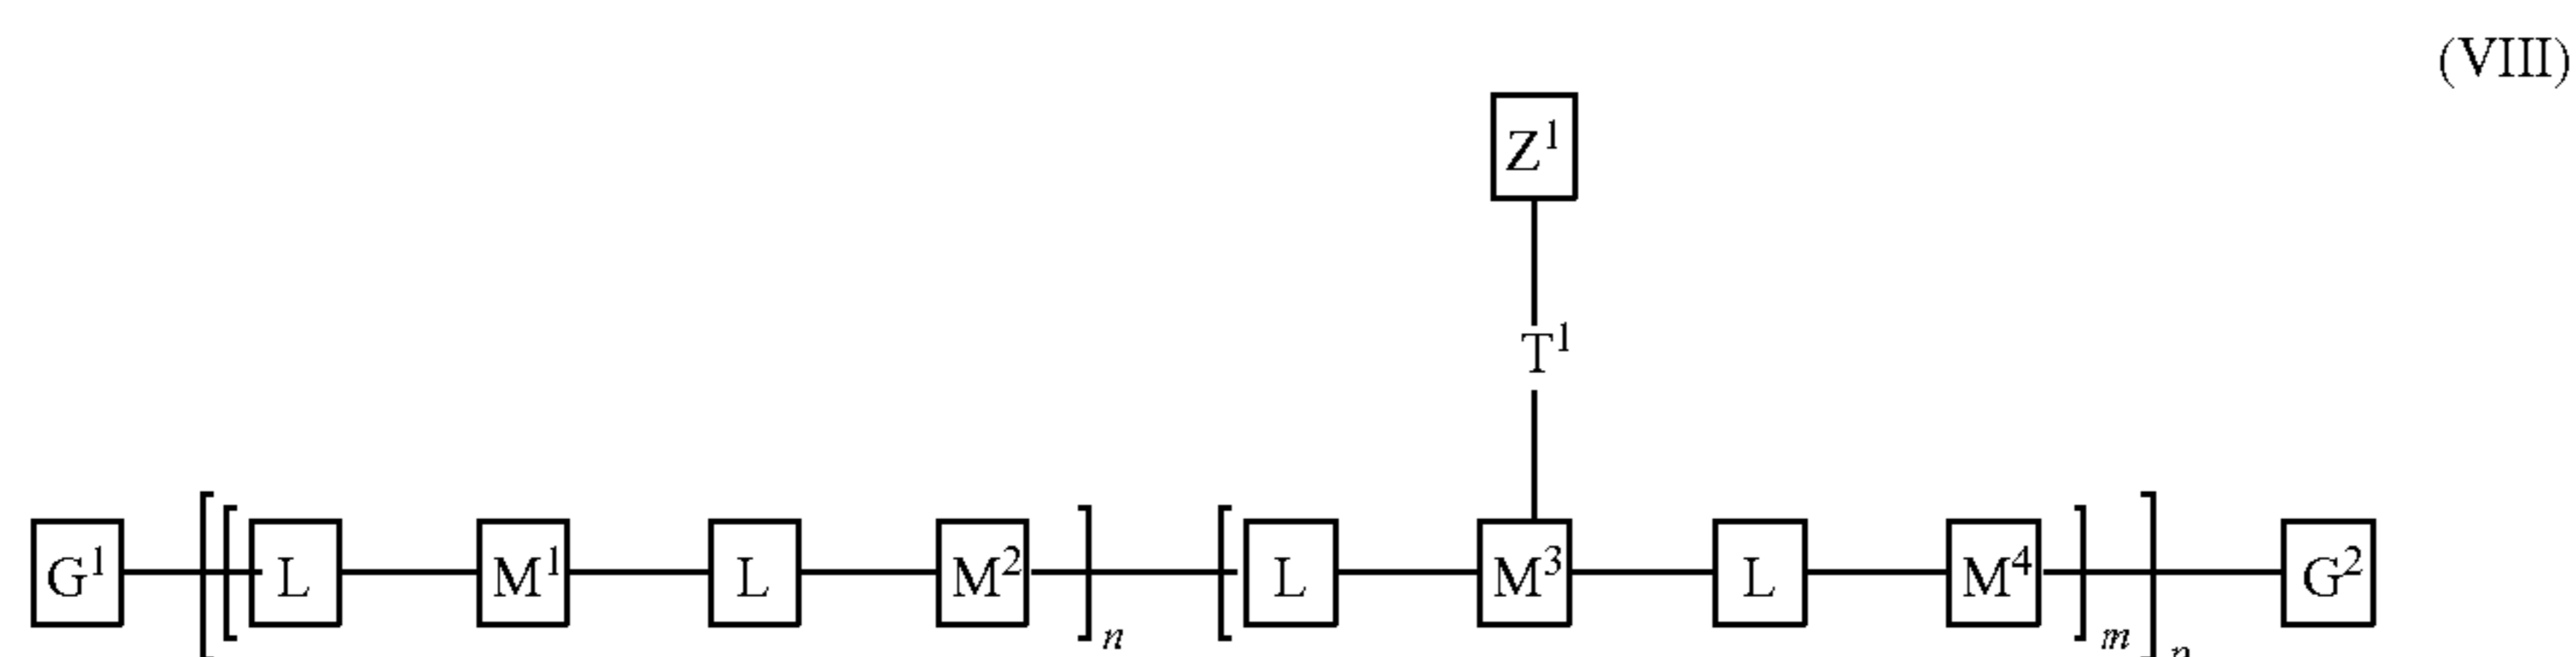 (VIII)
Z¹
T¹
G¹ [ [ L M¹ L M² ]n [ L M³ L M⁴ ]m ] G²